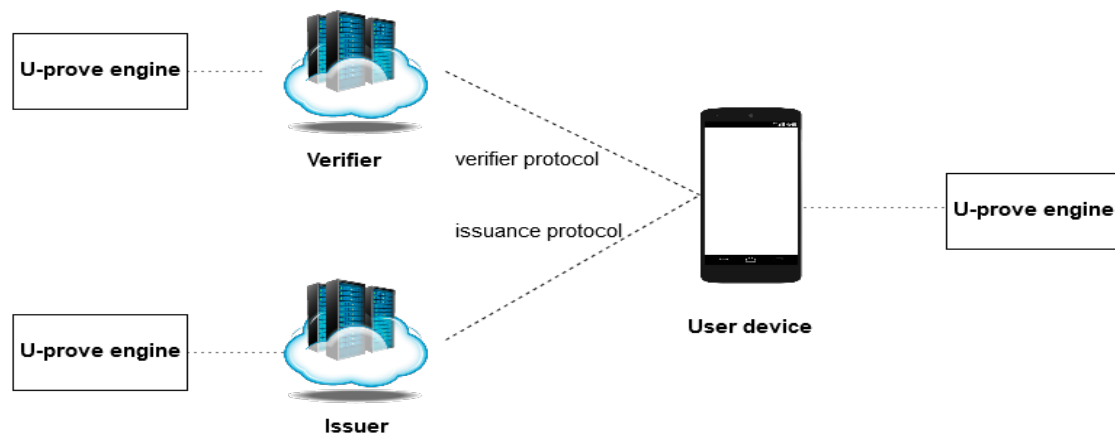 U-prove engine
Verifier
verifier protocol
U-prove engine
issuance protocol
User device
U-prove engine
Issuer